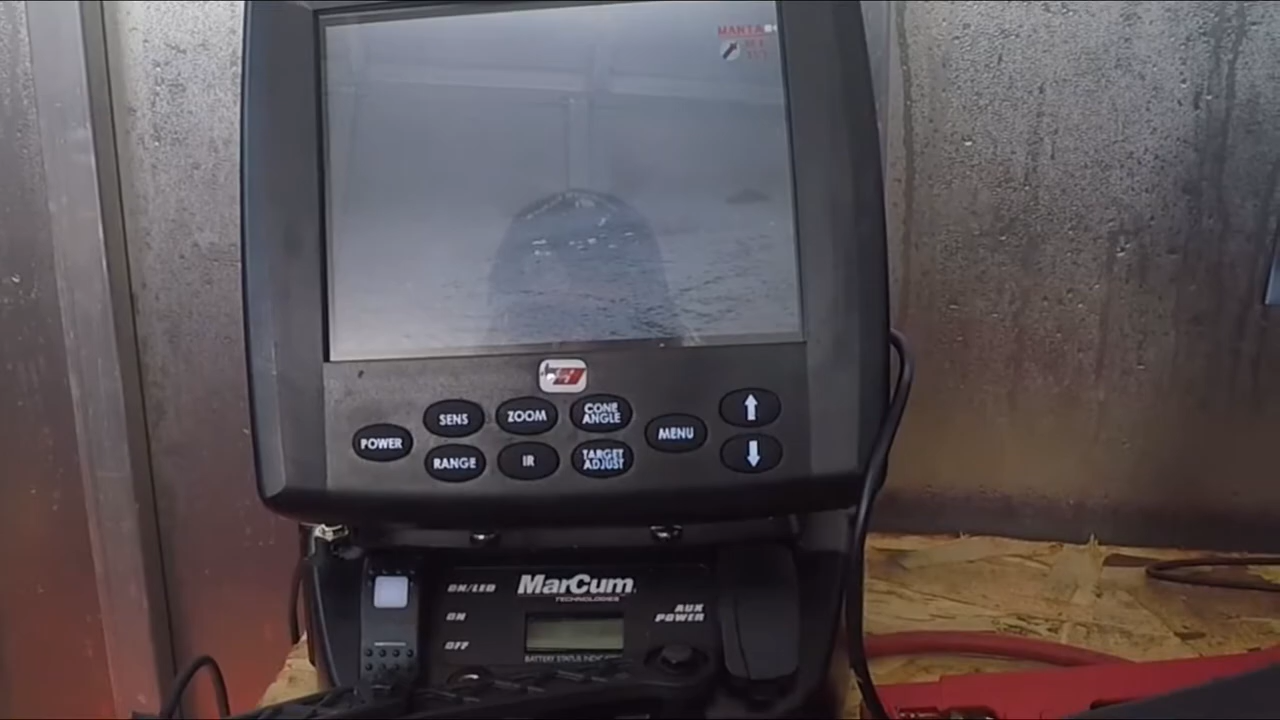 MANTA
POWER
SENS
ZOOM
CONE
ANGLE
MENU
RANGE
IR
TARGET
ADJUST
ON/LED
ON
OFF
MarCum
TECHNOLOGIES
BATTERY STATUS
AUX
POWER